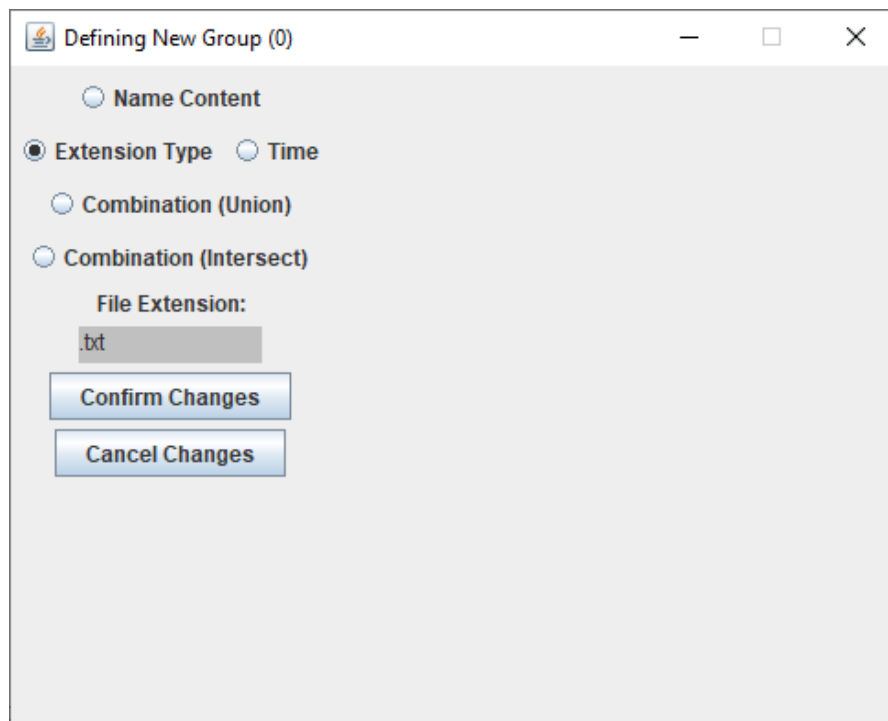 Defining New Group (0)
Name Content
Extension Type Time
Combination (Union)
Combination (Intersect)
File Extension:
.txt
Confirm Changes
Cancel Changes